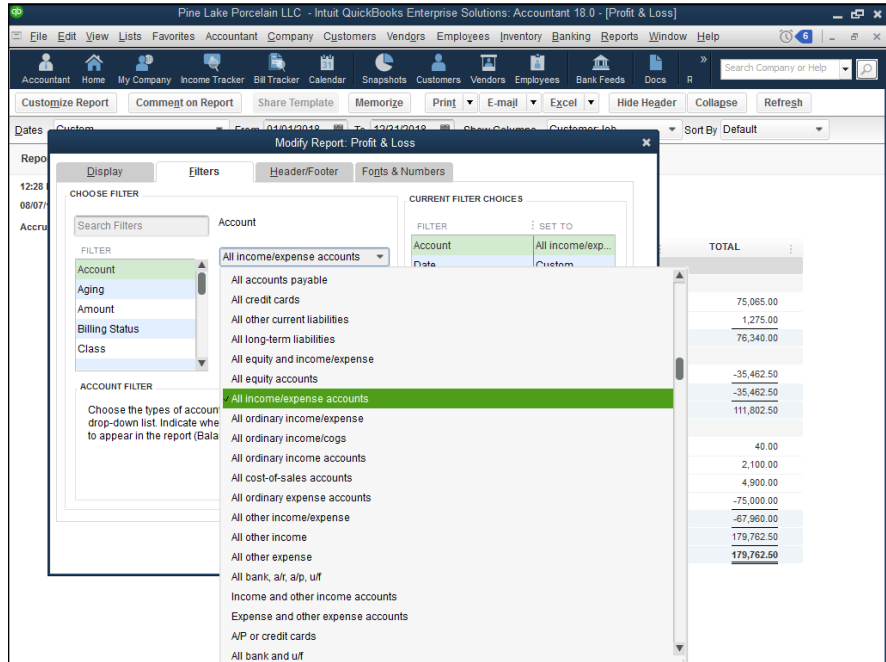 Pine Lake Porcelain LLC - Intuit QuickBooks Enterprise Solutions: Accountant 18.0 - [Profit & Loss]
File Edit View Lists Favorites Accountant Company Customers Vendors Employees Inventory Banking Reports Window Help 6
Accountant Home My Company Income Tracker Bill Tracker Calendar Snapshots Customers Vendors Employees Bank Feeds Docs R » Search Company or Help
Customize Report Comment on Report Share Template Memorize Print E-mail Excel Hide Header Collapse Refresh
Dates Custom From 01/01/2018 To 12/31/2018 Show Columns Customer:Job Sort By Default
Modify Report: Profit & Loss
Repo
Display Filters Header/Footer Fonts & Numbers
12:28
CHOOSE FILTER
CURRENT FILTER CHOICES
08/07/
Accru
Search Filters
Account
FILTER SET TO
FILTER
All income/expense accounts
Account All income/exp...
TOTAL
Date Custom
Account
Aging
Amount
Billing Status
Class
ACCOUNT FILTER
Choose the types of accoun
drop-down list. Indicate whe
to appear in the report (Bala
All accounts payable
All credit cards
All other current liabilities
All long-term liabilities
All equity and income/expense
All equity accounts
✓All income/expense accounts
All ordinary income/expense
All ordinary income/cogs
All ordinary income accounts
All cost-of-sales accounts
All ordinary expense accounts
All other income/expense
All other income
All other expense
All bank, a/r, a/p, u/f
Income and other income accounts
Expense and other expense accounts
A/P or credit cards
All bank and u/f
75,065.00
1,275.00
76,340.00
-35,462.50
-35,462.50
111,802.50
40.00
2,100.00
4,900.00
-75,000.00
-67,960.00
179,762.50
179,762.50